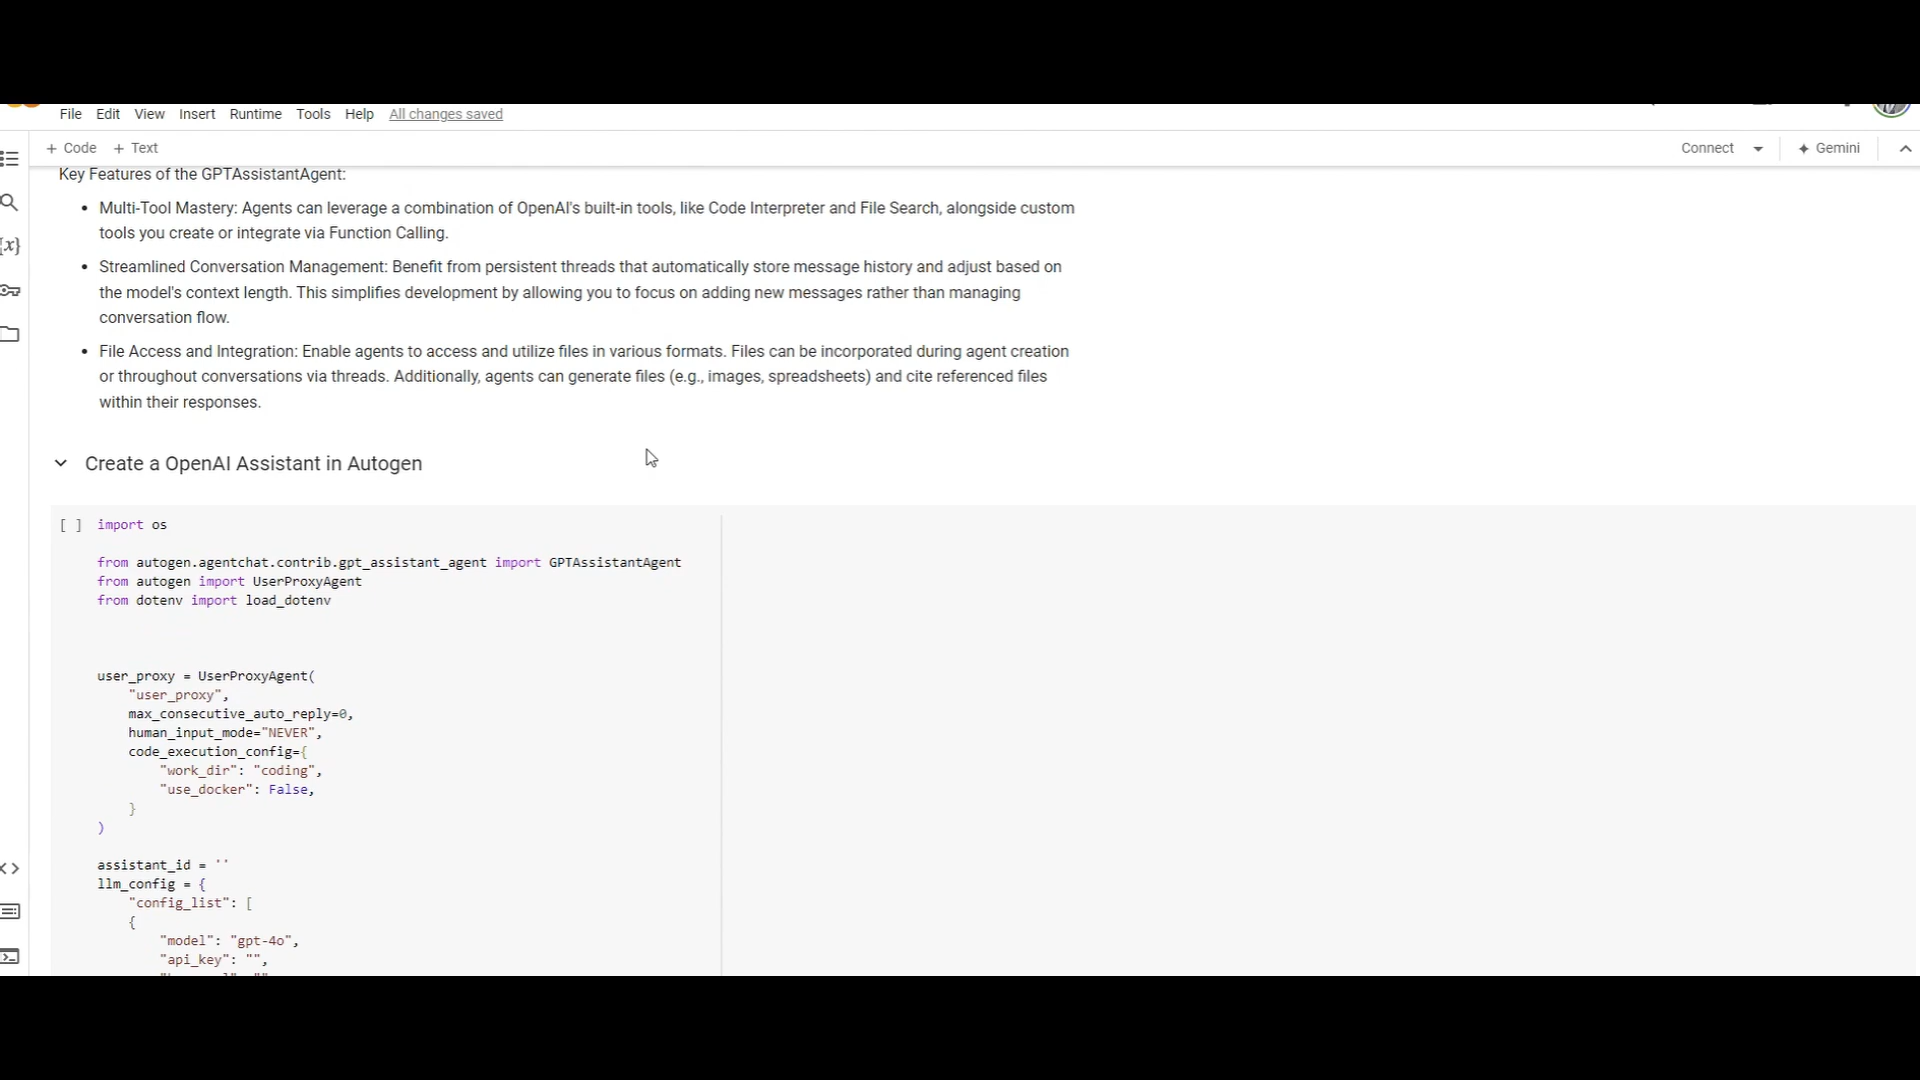 File Edit View Insert Runtime Tools Help All changes saved
+ Code + Text Connect Gemini
Key Features of the GPTAssistantAgent:
• Multi-Tool Mastery: Agents can leverage a combination of OpenAI's built-in tools, like Code Interpreter and File Search, alongside custom
tools you create or integrate via Function Calling.
• Streamlined Conversation Management: Benefit from persistent threads that automatically store message history and adjust based on
the model's context length. This simplifies development by allowing you to focus on adding new messages rather than managing
conversation flow.
• File Access and Integration: Enable agents to access and utilize files in various formats. Files can be incorporated during agent creation
or throughout conversations via threads. Additionally, agents can generate files (e.g., images, spreadsheets) and cite referenced files
within their responses.
Create a OpenAI Assistant in Autogen
[ ] import os
from autogen.agentchat.contrib.gpt_assistant_agent import GPTAssistantAgent
from autogen import UserProxyAgent
from dotenv import load_dotenv
user_proxy = UserProxyAgent(
"user_proxy",
max_consecutive_auto_reply=0,
human_input_mode="NEVER",
code_execution_config={
"work_dir": "coding",
"use_docker": False,
}
)
assistant_id = ''
llm_config = {
"config_list": [
{
"model": "gpt-4o",
"api_key": "",